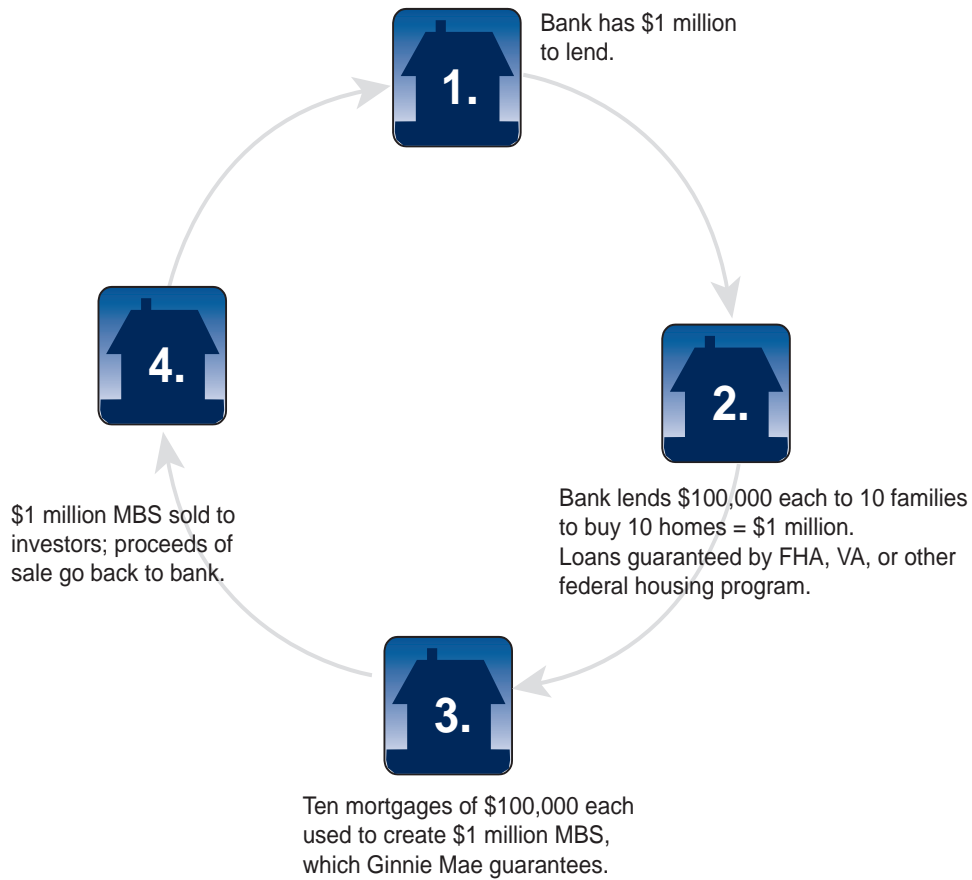 1.
Bank has $1 million
to lend.
2.
Bank lends $100,000 each to 10 families
to buy 10 homes = $1 million.
Loans guaranteed by FHA, VA, or other
federal housing program.
3.
Ten mortgages of $100,000 each
used to create $1 million MBS,
which Ginnie Mae guarantees.
4.
$1 million MBS sold to
investors; proceeds of
sale go back to bank.